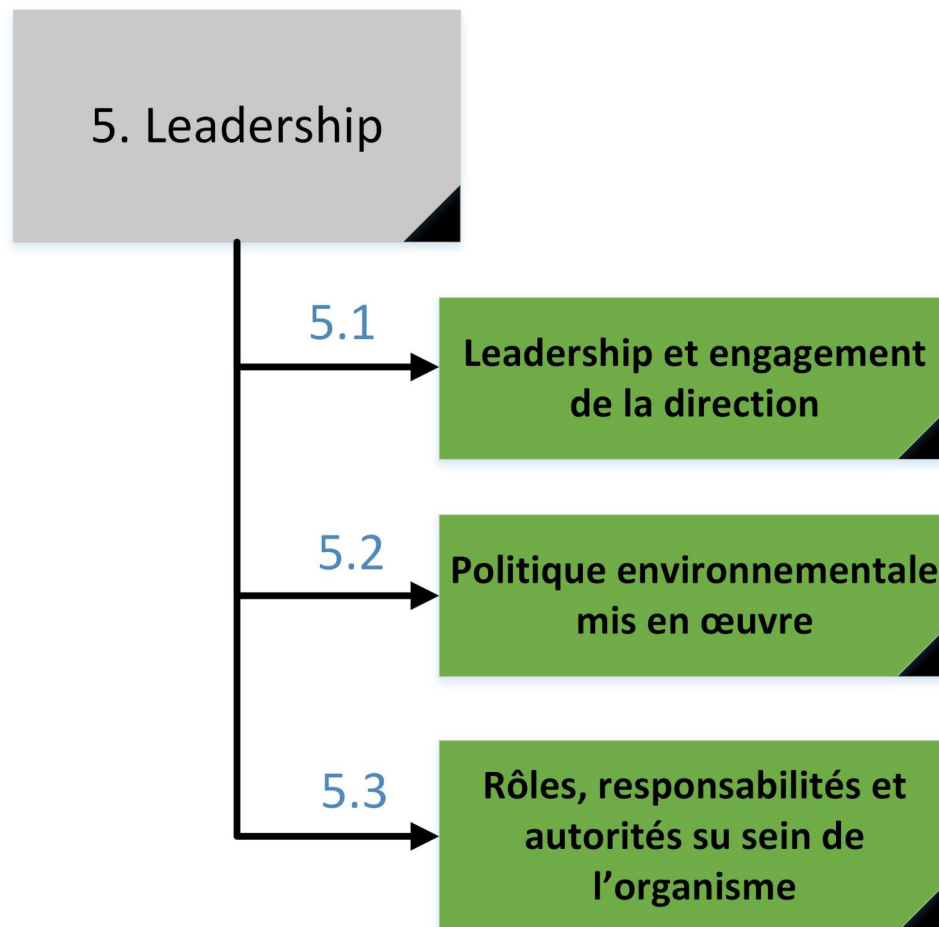 5. Leadership
5.1
Leadership et engagement
de la direction
5.2
Politique environnementale
mis en œuvre
5.3
Rôles, responsabilités et
autorités su sein de
l’organisme